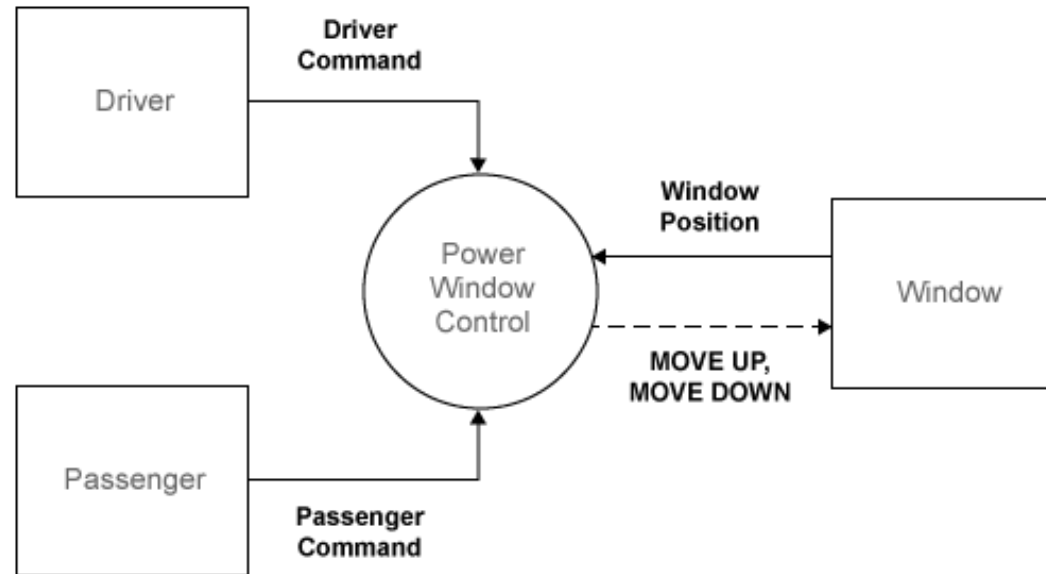 Driver
Command
Driver
Window
Position
Power
Window
Control
Window
MOVE UP,
MOVE DOWN
Passenger
Passenger
Command